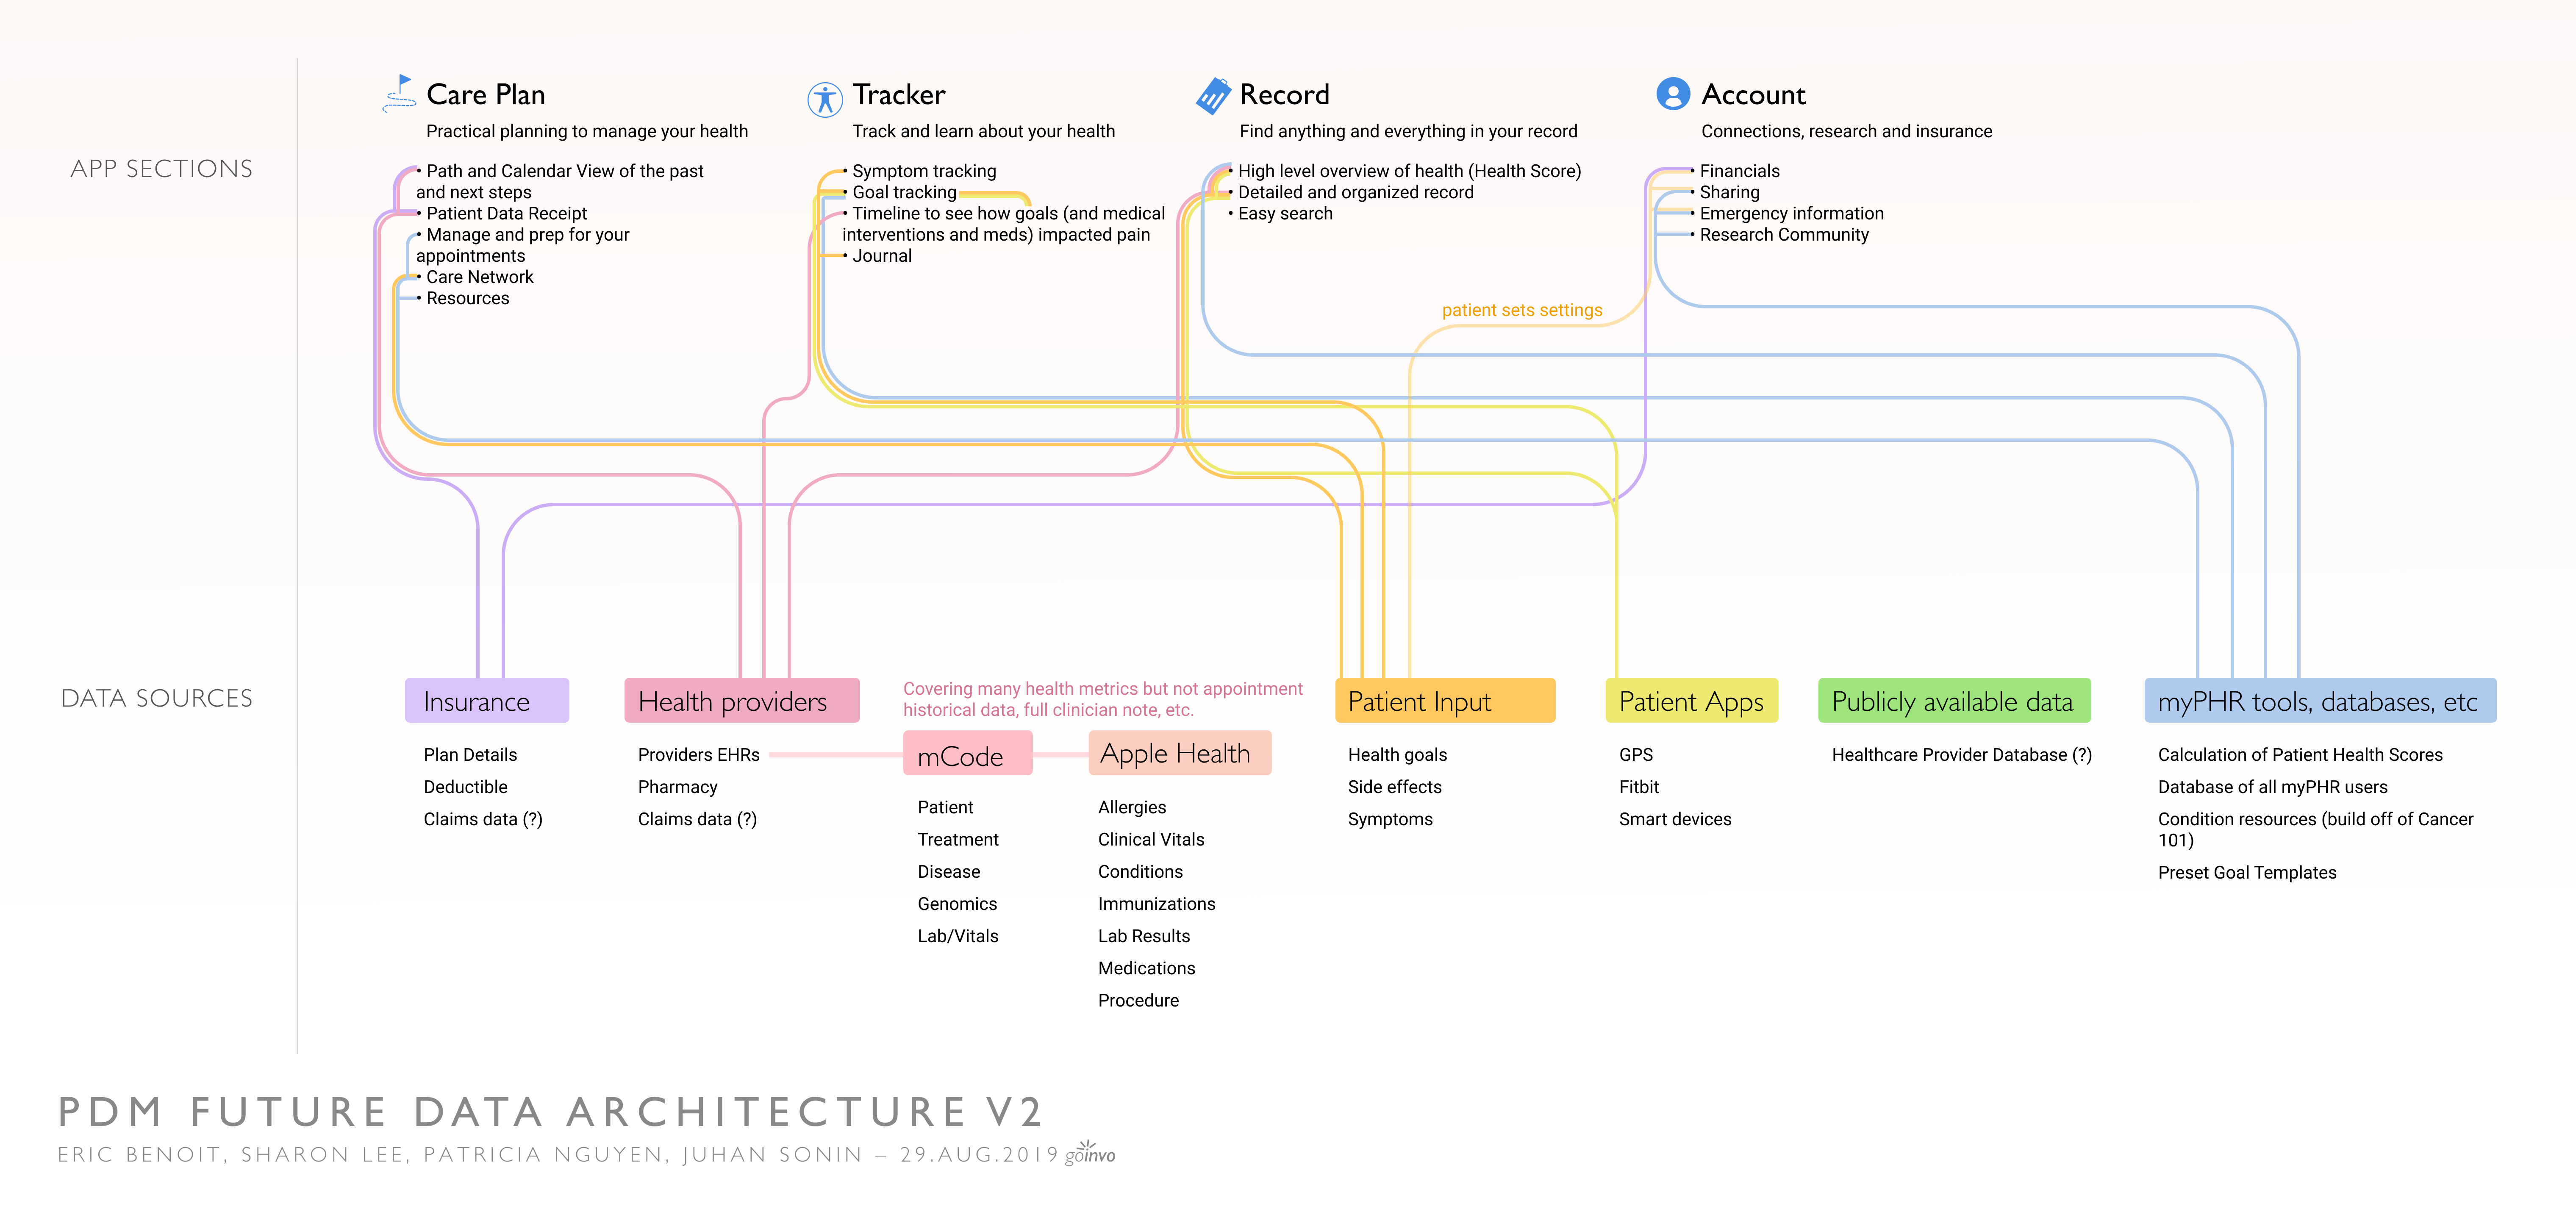 APP SECTIONS
Care Plan
Practical planning to manage your health
• Path and Calendar View of the past
and next steps
• Patient Data Receipt
• Manage and prep for your
appointments
• Care Network
• Resources
Tracker
Track and learn about your health
• Symptom tracking
• Goal tracking
• Timeline to see how goals (and medical
interventions and meds) impacted pain
• Journal
Record
Find anything and everything in your record
• High level overview of health (Health Score)
• Detailed and organized record
• Easy search
Account
Connections, research and insurance
• Financials
• Sharing
• Emergency information
• Research Community
patient sets settings
DATA SOURCES
Insurance
Plan Details
Deductible
Claims data (?)
Health providers
Providers EHRs
Pharmacy
Claims data (?)
Covering many health metrics but not appointment
historical data, full clinician note, etc.
mCode
Patient
Treatment
Disease
Genomics
Lab/Vitals
Apple Health
Allergies
Clinical Vitals
Conditions
Immunizations
Lab Results
Medications
Procedure
Patient Input
Health goals
Side effects
Symptoms
Patient Apps
GPS
Fitbit
Smart devices
Publicly available data
Healthcare Provider Database (?)
myPHR tools, databases, etc
Calculation of Patient Health Scores
Database of all myPHR users
Condition resources (build off of Cancer
101)
Preset Goal Templates
PDM FUTURE DATA ARCHITECTURE V2
ERIC BENOIT, SHARON LEE, PATRICIA NGUYEN, JUHAN SONIN – 29.AUG.2019 goinvo